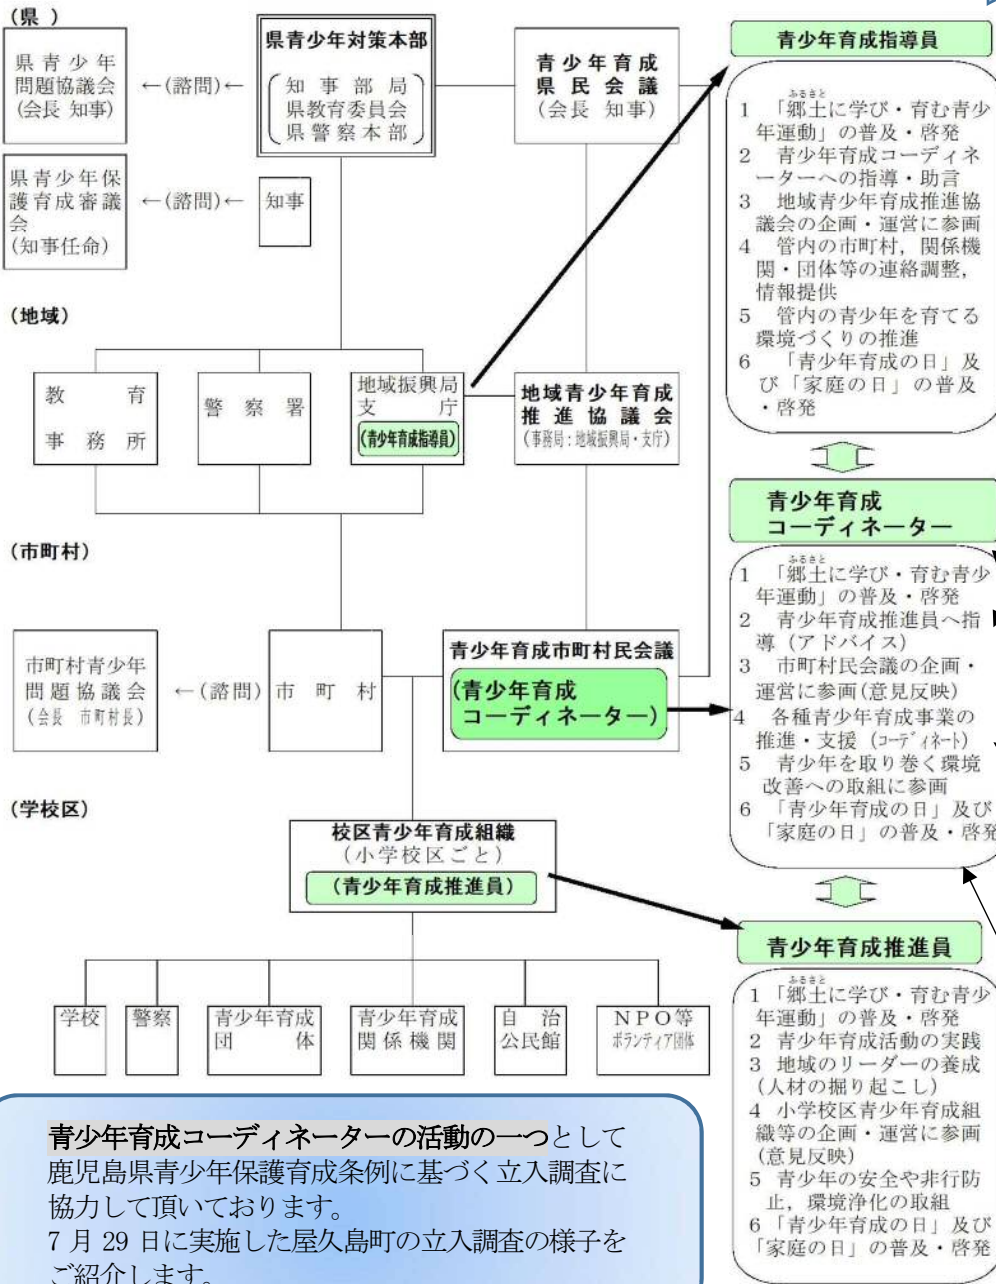 (県 )
県青少年
問題協議会
(会長 知事)
←(諮問)←
県青少年対策本部
知事部局
県教育委員会
県警察本部
青少年育成
県民会議
(会長 知事)
県青少年保
護育成審議
会
(知事任命)
←(諮問)←
知事
(地域)
教育
事務所
警察署
地域振興局
支庁
(青少年育成指導員)
地域青少年育成
推進協議会
(事務局:地域振興局・支庁)
(市町村)
市町村青少年
問題協議会
(会長 市町村長)
←(諮問)
市町村
青少年育成市町村民会議
(青少年育成
コーディネーター)
(学校区)
校区青少年育成組織
(小学校区ごと)
(青少年育成推進員)
学校
警察
青少年育成
団体
青少年育成
関係機関
自治
公民館
NPO等
ボランティア団体
青少年育成指導員
ふるさと
1 「郷土に学び・育む青少
年運動」の普及・啓発
2 青少年育成コーディネ
ーターへの指導・助言
3 地域青少年育成推進協
議会の企画・運営に参画
4 管内の市町村,関係機
関・団体等の連絡調整,
情報提供
5 管内の青少年を育てる
環境づくりの推進
6 「青少年育成の日」及
び「家庭の日」の普及
・啓発
青少年育成
コーディネーター
ふるさと
1 「郷土に学び・育む青少
年運動」の普及・啓発
2 青少年育成推進員へ指
導(アドバイス)
3 市町村民会議の企画・
運営に参画(意見反映)
4 各種青少年育成事業の
推進・支援(コーディネート)
5 青少年を取り巻く環境
改善への取組に参画
6 「青少年育成の日」及び
「家庭の日」の普及・啓発
青少年育成推進員
ふるさと
1 「郷土に学び・育む青少
年運動」の普及・啓発
2 青少年育成活動の実践
3 地域のリーダーの養成
(人材の掘り起こし)
4 小学校区青少年育成組
織等の企画・運営に参画
(意見反映)
5 青少年の安全や非行防
止,環境浄化の取組
6 「青少年育成の日」及び
「家庭の日」の普及・啓発
青少年育成コーディネーターの活動の一つとして
鹿児島県青少年保護育成条例に基づく立入調査に
協力して頂いております。
7月29日に実施した屋久島町の立入調査の様子を
ご紹介します。